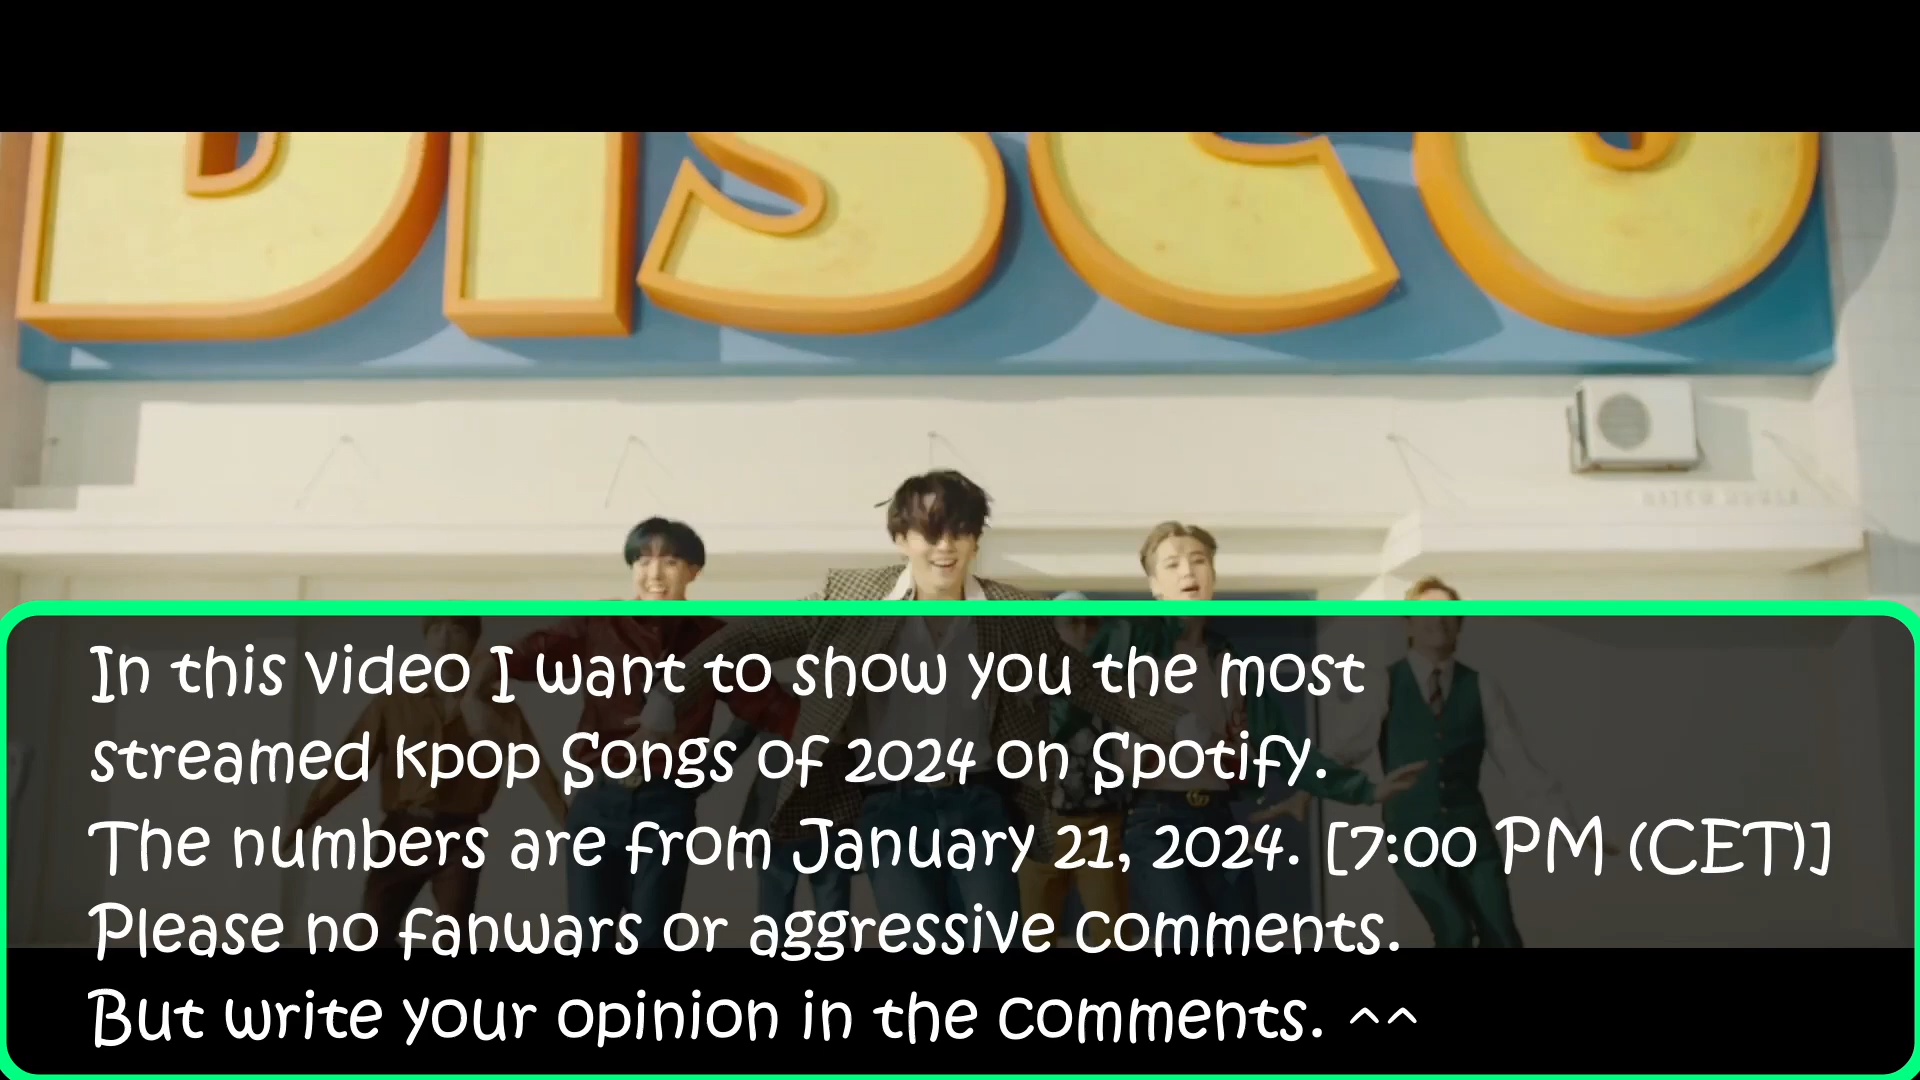 DISCO
In this video I want to show you the most
streamed kpop Songs of 2024 on Spotify.
The numbers are from January 21, 2024. [7:00 PM (CET)]
Please no fanwars or aggressive comments.
But write your opinion in the comments. ^^